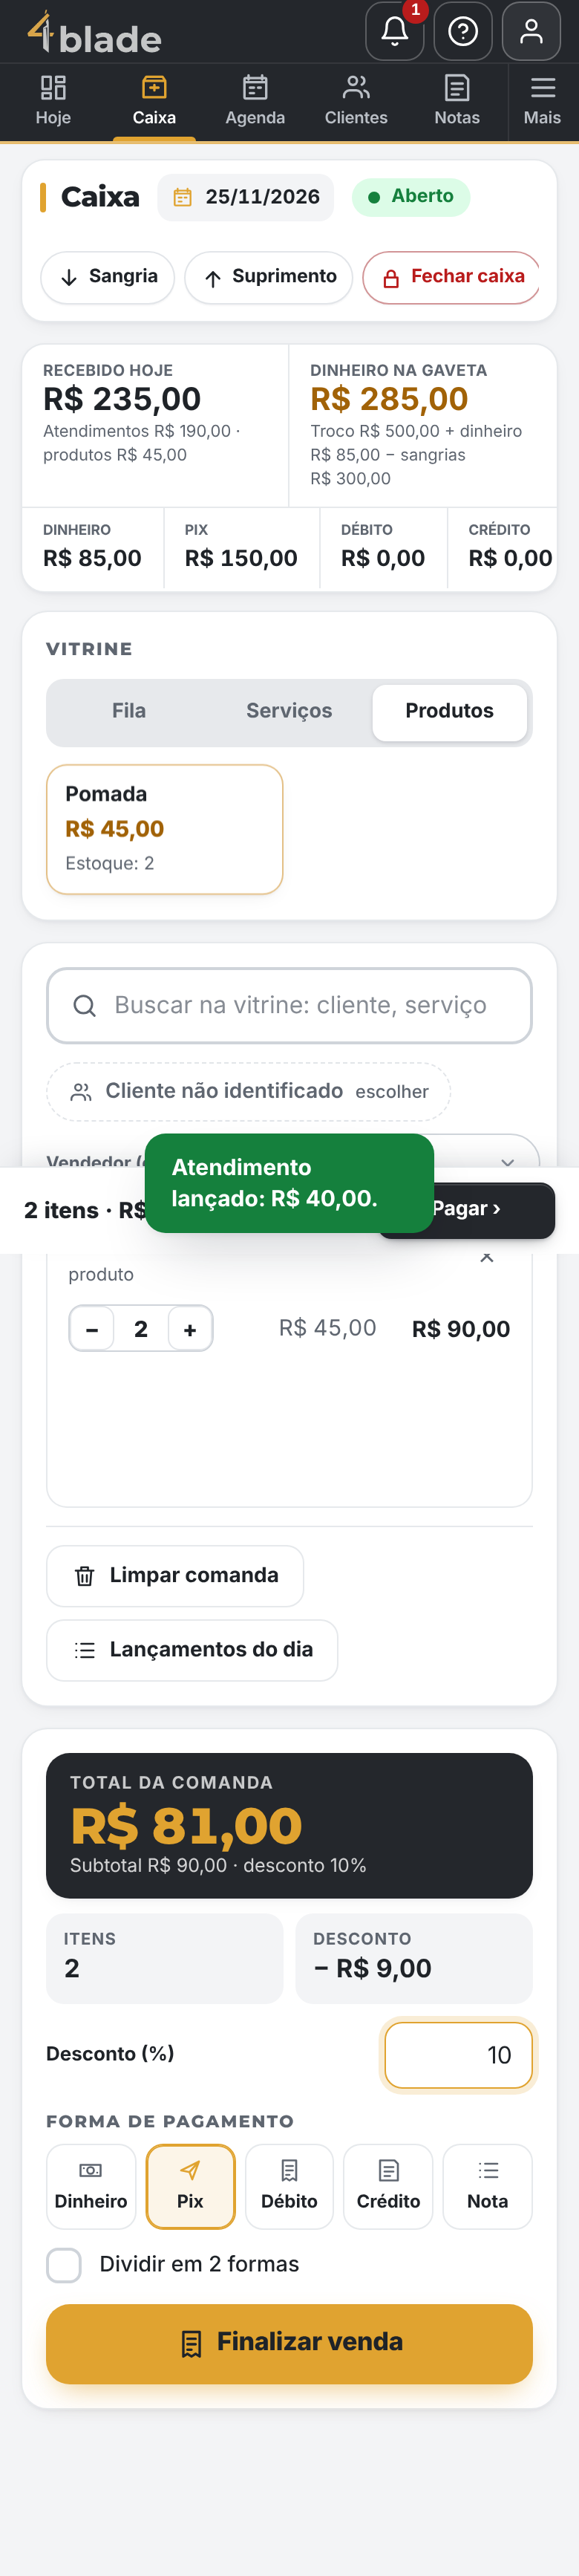 4blade
1
Hoje
Caixa
Agenda
Clientes
Notas
Mais
Caixa
25/11/2026
Aberto
Sangria
Suprimento
Fechar caixa
RECEBIDO HOJE
R$ 235,00
Atendimentos R$ 190,00 ·
produtos R$ 45,00
DINHEIRO NA GAVETA
R$ 285,00
Troco R$ 500,00 + dinheiro
R$ 85,00 − sangrias
R$ 300,00
DINHEIRO
R$ 85,00
PIX
R$ 150,00
DÉBITO
R$ 0,00
CRÉDITO
R$ 0,00
VITRINE
Fila
Serviços
Produtos
Pomada
R$ 45,00
Estoque: 2
Buscar na vitrine: cliente, serviço
Cliente não identificado escolher
Vendedor
Atendimento
lançado: R$ 40,00.
2 itens · R$
Pagar ›
produto
− 2 + R$ 45,00 R$ 90,00
Limpar comanda
Lançamentos do dia
TOTAL DA COMANDA
R$ 81,00
Subtotal R$ 90,00 · desconto 10%
ITENS
2
DESCONTO
− R$ 9,00
Desconto (%)
10
FORMA DE PAGAMENTO
Dinheiro
Pix
Débito
Crédito
Nota
Dividir em 2 formas
Finalizar venda